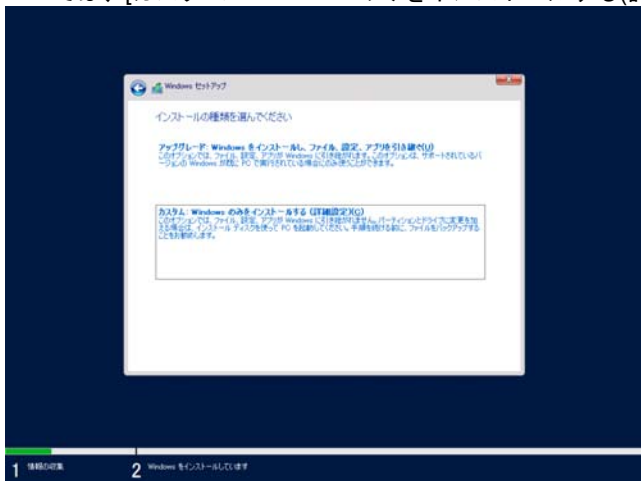 Windows セットアップ
インストールの種類を選んでください
アップグレード: Windows をインストールし、ファイル、設定、アプリを引き継ぐ(U)
このオプションでは、ファイル、設定、アプリが Windows に引き継がれます。このオプションは、サポートされているバ
ージョンの Windows が既に PC で実行されている場合にのみ使うことができます。
カスタム: Windows のみをインストールする (詳細設定)(C)
このオプションでは、ファイル、設定、アプリが Windows に引き継がれません。パーティションとドライブに変更を加
える場合は、インストール ディスクを使って PC を起動してください。手順を続ける前に、ファイルをバックアップする
ことをお勧めします。
1 情報の収集
2 Windows をインストールしています